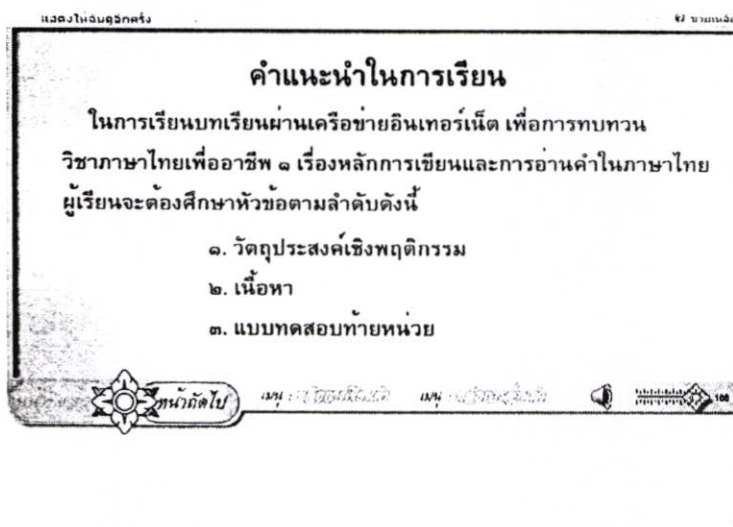 แสดงให้ฉันดูอีกครั้ง
คำแนะนำในการเรียน
ในการเรียนบทเรียนผ่านเครือข่ายอินเทอร์เน็ต เพื่อการทบทวน
วิชาภาษาไทยเพื่ออาชีพ ๑ เรื่องหลักการเขียนและการอ่านคำในภาษาไทย
ผู้เรียนจะต้องศึกษาหัวข้อตามลำดับดังนี้
๑. วัตถุประสงค์เชิงพฤติกรรม
๒. เนื้อหา
๓. แบบทดสอบท้ายหน่วย
หน้าถัดไป เมนู : เมนู : 100